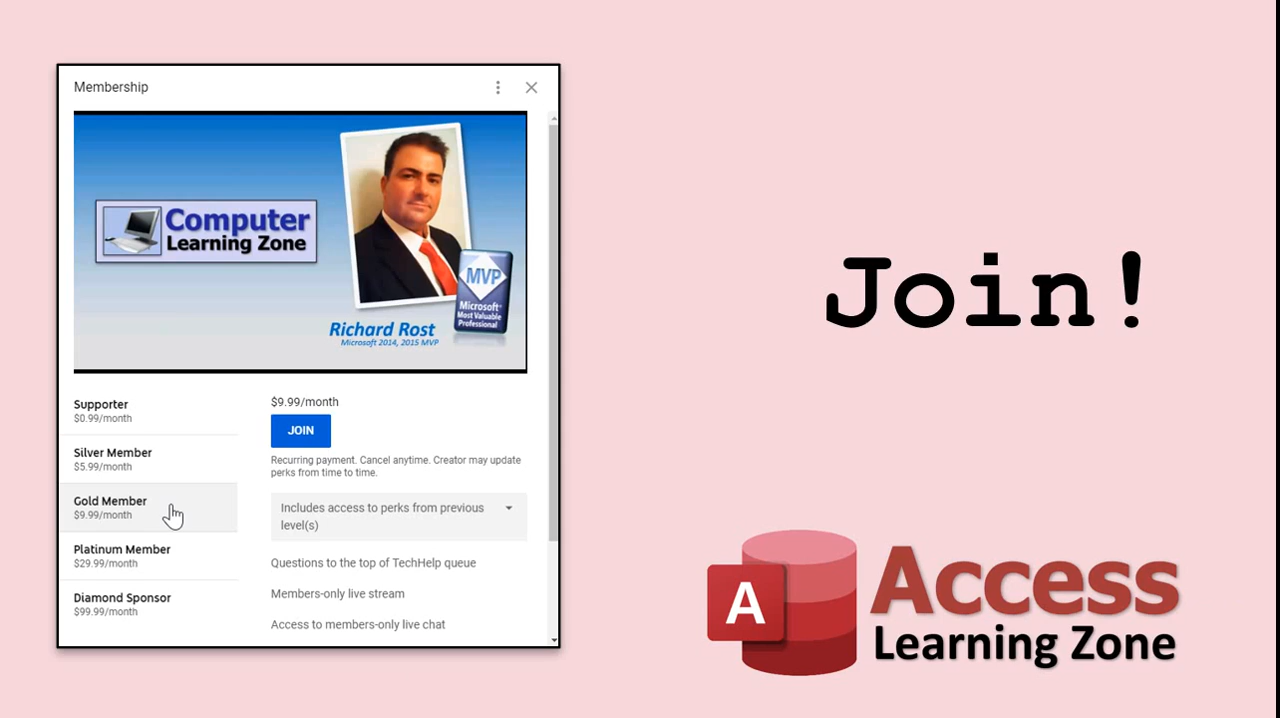 Membership
Computer
Learning Zone
MVP
Microsoft®
Most Valuable
Professional
Richard Rost
Microsoft 2014, 2015 MVP
Supporter
$0.99/month
Silver Member
$5.99/month
Gold Member
$9.99/month
Platinum Member
$29.99/month
Diamond Sponsor
$99.99/month
$9.99/month
JOIN
Recurring payment. Cancel anytime. Creator may update
perks from time to time.
Includes access to perks from previous
level(s)
Questions to the top of TechHelp queue
Members-only live stream
Access to members-only live chat
Join!
A
Access
Learning Zone